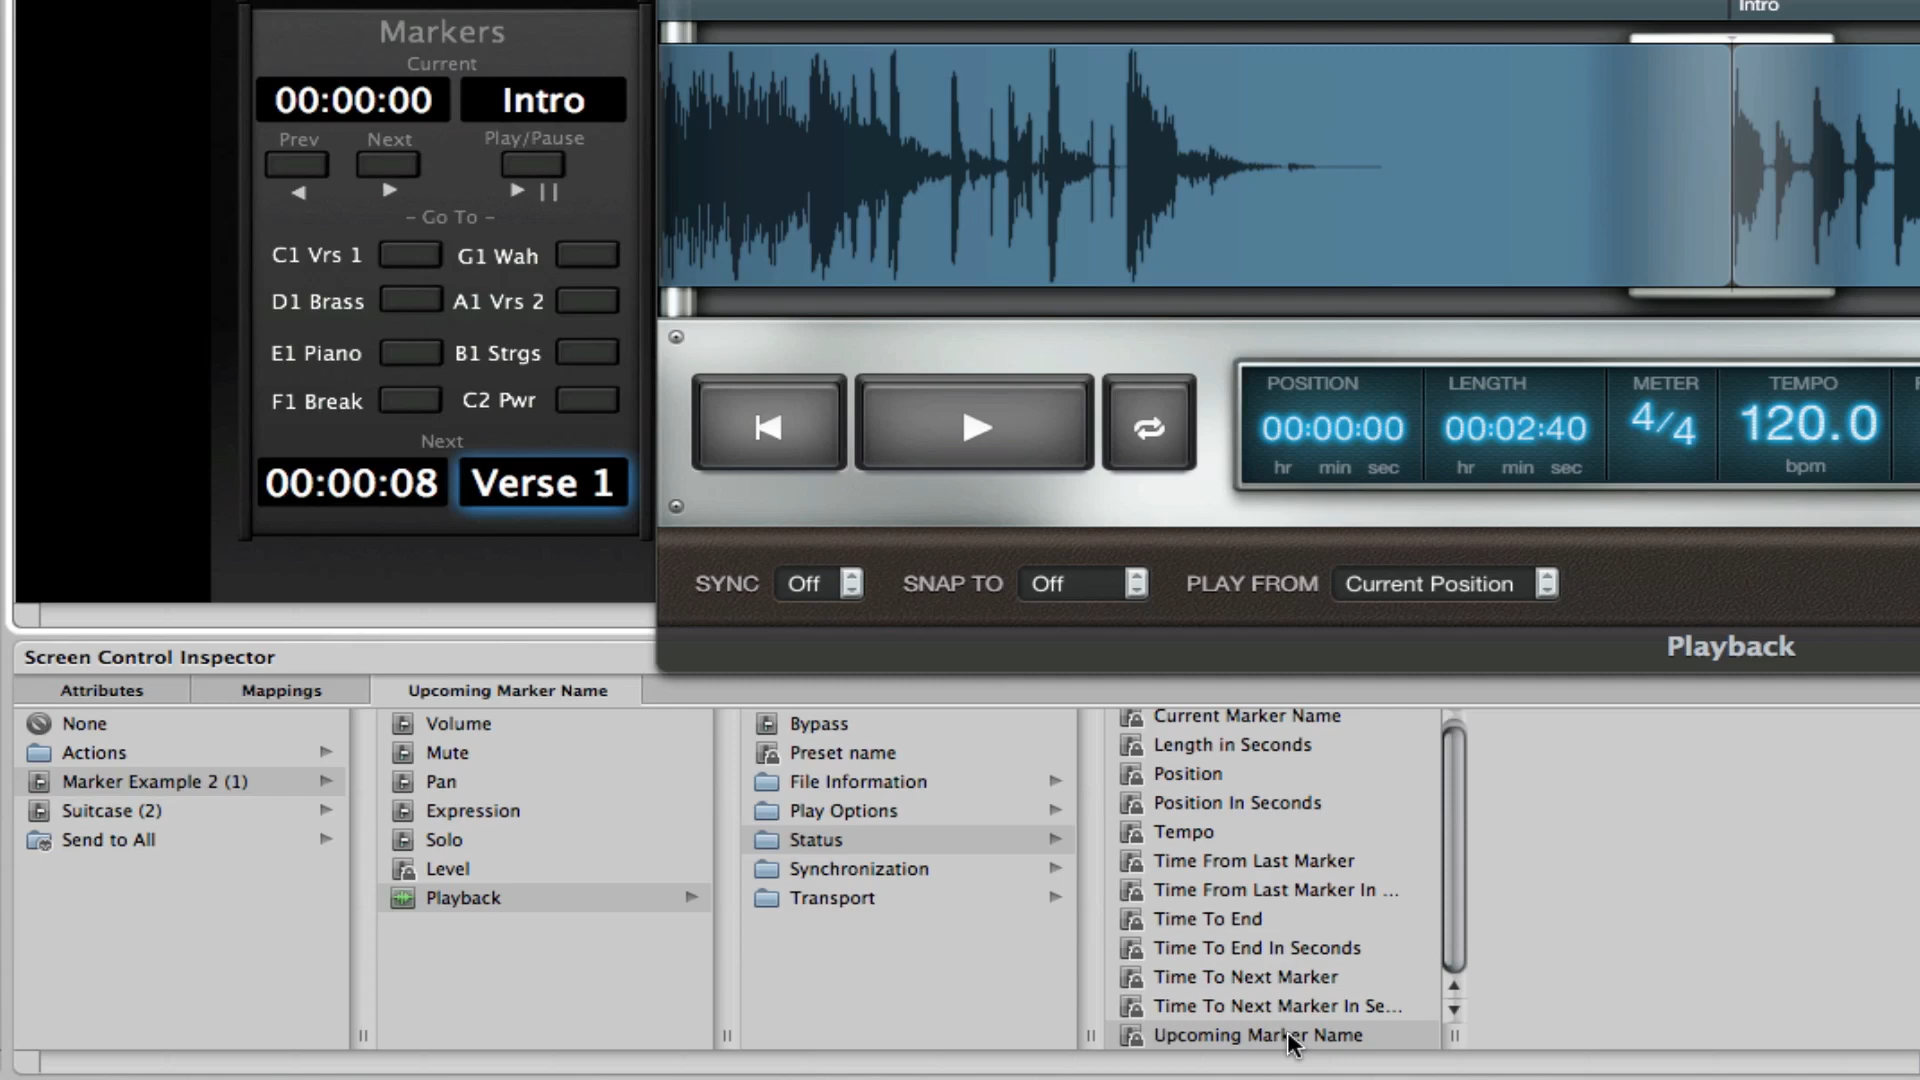 Markers
Current
00:00:00 Intro
Prev Next Play/Pause
- Go To -
C1 Vrs 1 G1 Wah
D1 Brass A1 Vrs 2
E1 Piano B1 Strgs
F1 Break C2 Pwr
Next
00:00:08 Verse 1
Intro
POSITION LENGTH METER TEMPO
00:00:00 00:02:40 4/4 120.0
hr min sec hr min sec bpm
SYNC Off SNAP TO Off PLAY FROM Current Position
Playback
Screen Control Inspector
Attributes Mappings Upcoming Marker Name
None
Actions
Marker Example 2 (1)
Suitcase (2)
Send to All
Volume
Mute
Pan
Expression
Solo
Level
Playback
Bypass
Preset name
File Information
Play Options
Status
Synchronization
Transport
Current Marker Name
Length in Seconds
Position
Position In Seconds
Tempo
Time From Last Marker
Time From Last Marker In ...
Time To End
Time To End In Seconds
Time To Next Marker
Time To Next Marker In Se...
Upcoming Marker Name